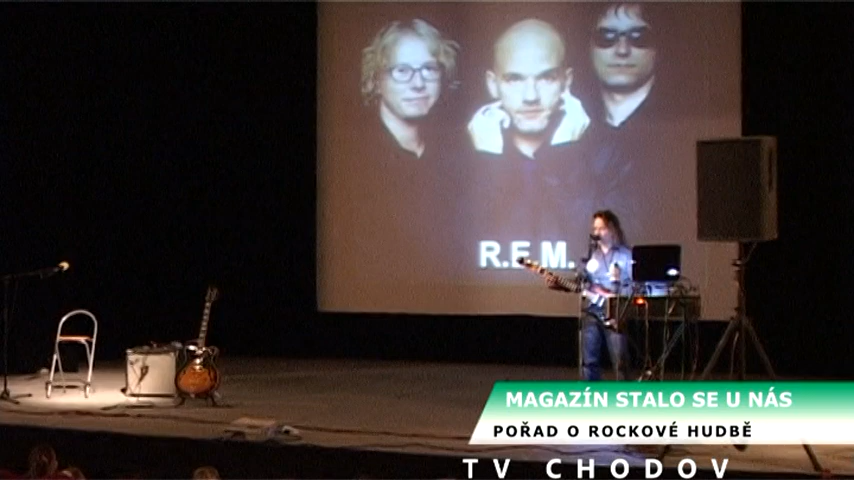 R.E.M.
MAGAZÍN STALO SE U NÁS
POŘAD O ROCKOVÉ HUDBĚ
TV CHODOV